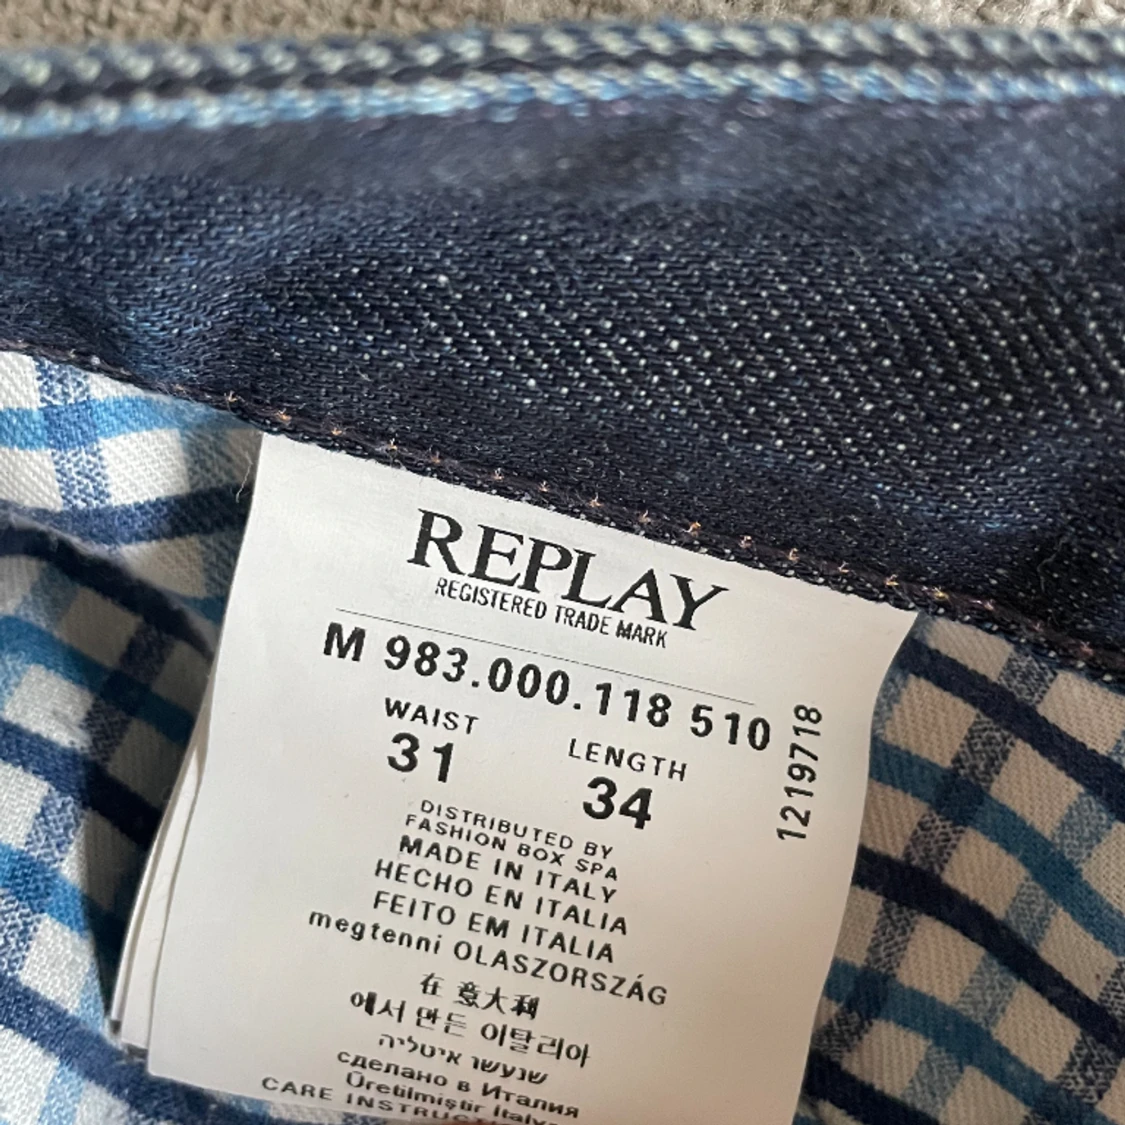 REPLAY
REGISTERED TRADE MARK
M 983.000.118 510
1219718
WAIST LENGTH
31 34
DISTRIBUTED BY
FASHION BOX SPA
MADE IN ITALY
HECHO EN ITALIA
FEITO EM ITALIA
megtenni OLASZORSZÁG
在 意大利
에서 만든 이탈리아
שנעשר איטליה
сделано в Италия
Üretilmiştir İtalya
CARE INSTRUC